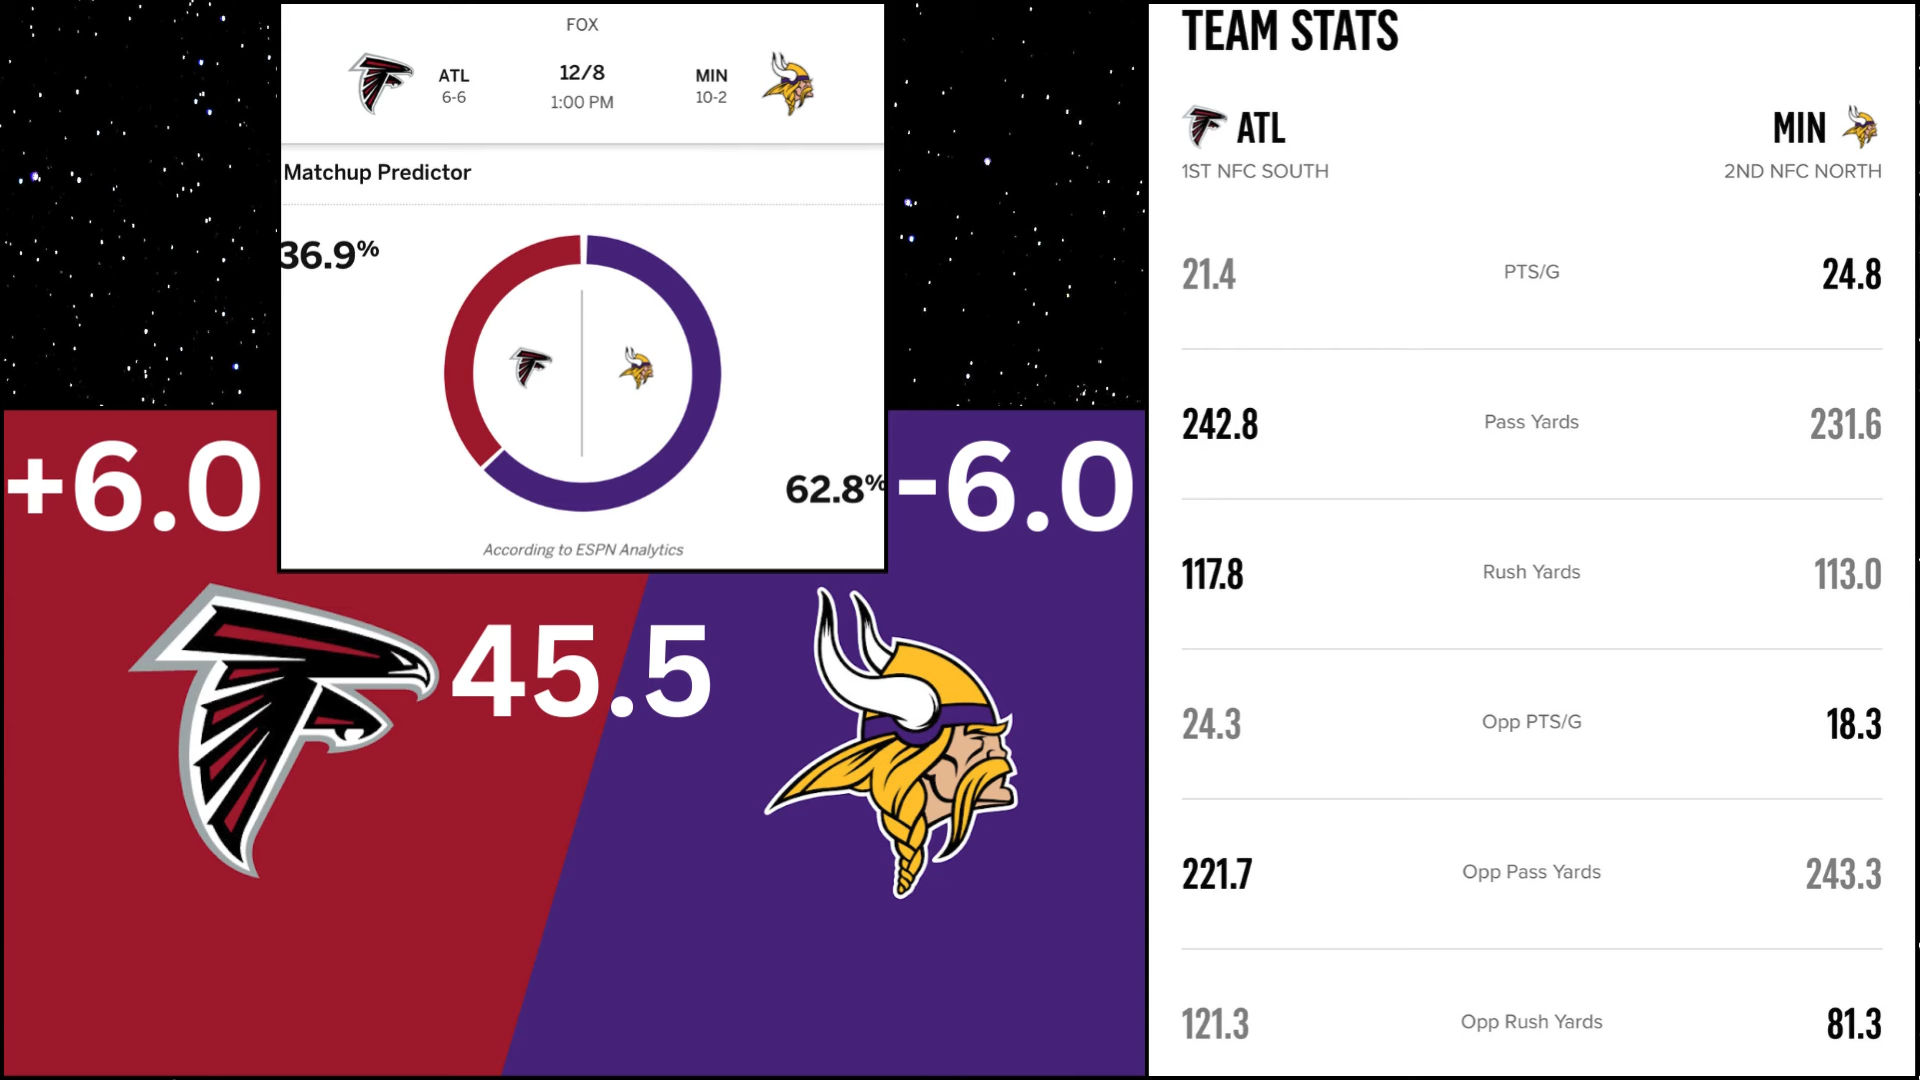 FOX
ATL
6-6
12/8
1:00 PM
MIN
10-2
Matchup Predictor
36.9%
62.8%
According to ESPN Analytics
+6.0
-6.0
45.5
TEAM STATS
ATL
MIN
1ST NFC SOUTH
2ND NFC NORTH
21.4 PTS/G 24.8
242.8 Pass Yards 231.6
117.8 Rush Yards 113.0
24.3 Opp PTS/G 18.3
221.7 Opp Pass Yards 243.3
121.3 Opp Rush Yards 81.3